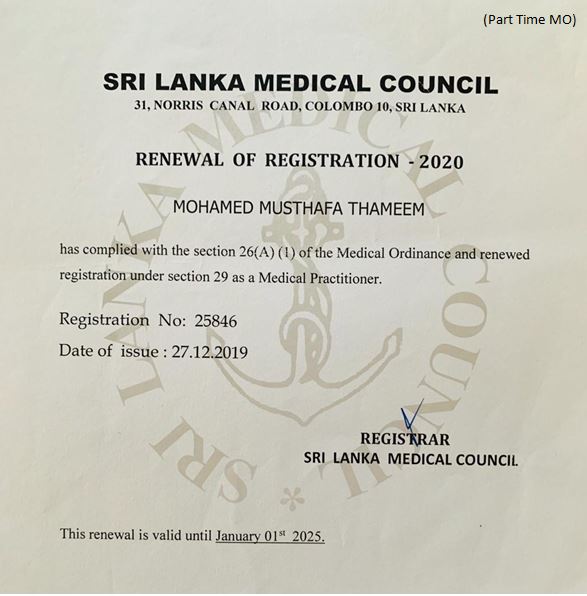 (Part Time MO)
SRI LANKA MEDICAL COUNCIL
31, NORRIS CANAL ROAD, COLOMBO 10, SRI LANKA
RENEWAL OF REGISTRATION - 2020
MOHAMED MUSTHAFA THAMEEM
has complied with the section 26(A) (1) of the Medical Ordinance and renewed
registration under section 29 as a Medical Practitioner.
Registration No: 25846
Date of issue : 27.12.2019
REGISTRAR
SRI LANKA MEDICAL COUNCIL
This renewal is valid until January 01st 2025.
SRI LANKA MEDICAL COUNCIL *